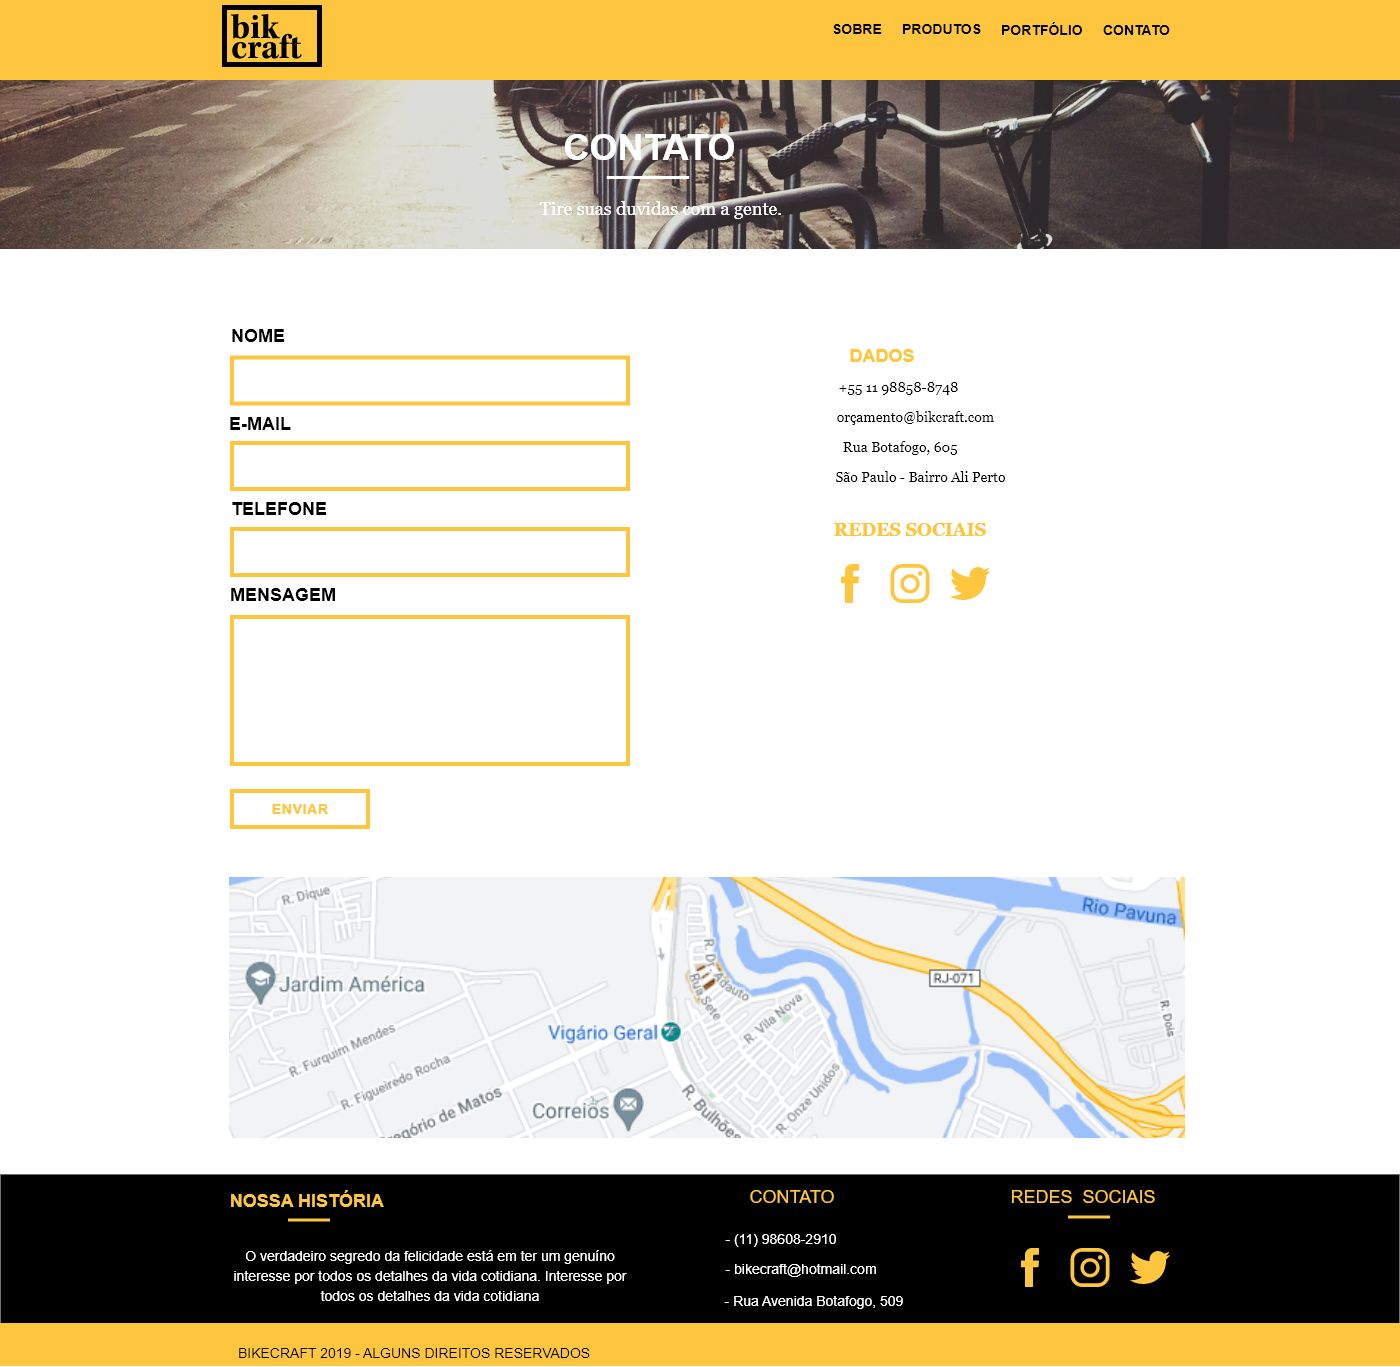 bik
craft
SOBRE PRODUTOS PORTFÓLIO CONTATO
CONTATO
Tire suas duvidas com a gente.
NOME
E-MAIL
TELEFONE
MENSAGEM
ENVIAR
DADOS
+55 11 98858-8748
orçamento@bikcraft.com
Rua Botafogo, 605
São Paulo - Bairro Ali Perto
REDES SOCIAIS
R. Dique
Rio Pavuna
Jardim América
RJ-071
Rua Sete
R. Vila Nova
R. Dois
Vigário Geral
R. Furquim Mendes
R. Figueiredo Rocha
egório de Matos
Correios
R. Bulhões
R. Onze Unidos
NOSSA HISTÓRIA
O verdadeiro segredo da felicidade está em ter um genuíno
interesse por todos os detalhes da vida cotidiana. Interesse por
todos os detalhes da vida cotidiana
CONTATO
- (11) 98608-2910
- bikecraft@hotmail.com
- Rua Avenida Botafogo, 509
REDES SOCIAIS
BIKECRAFT 2019 - ALGUNS DIREITOS RESERVADOS